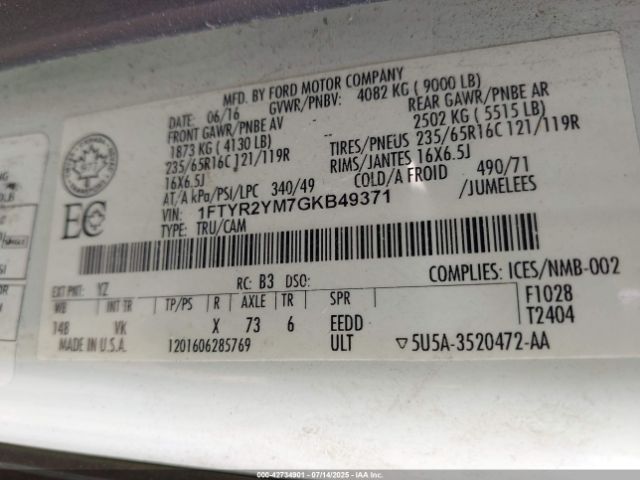 MFD. BY FORD MOTOR COMPANY
DATE: 06/16 GVWR/PNBV: 4082 KG ( 9000 LB)
FRONT GAWR/PNBE AV REAR GAWR/PNBE AR
1873 KG ( 4130 LB) 2502 KG ( 5515 LB)
235/65R16C 121/119R TIRES/PNEUS 235/65R16C 121/119R
16X6.5J RIMS/JANTES 16X6.5J
AT/A kPa/PSI/LPC 340/49 COLD/A FROID 490/71
VIN: 1FTYR2YM7GKB49371 /JUMELEES
TYPE: TRU/CAM
EC
RC: B3 DSO: COMPLIES: ICES/NMB-002
EXT PNT: YZ
WB INT TR TP/PS R AXLE TR SPR F1028
148 VK X 73 6 EEDD T2404
MADE IN U.S.A. 1201606285769 ULT ▽5U5A-3520472-AA
000-42734901 - 07/14/2025 - IAA Inc.